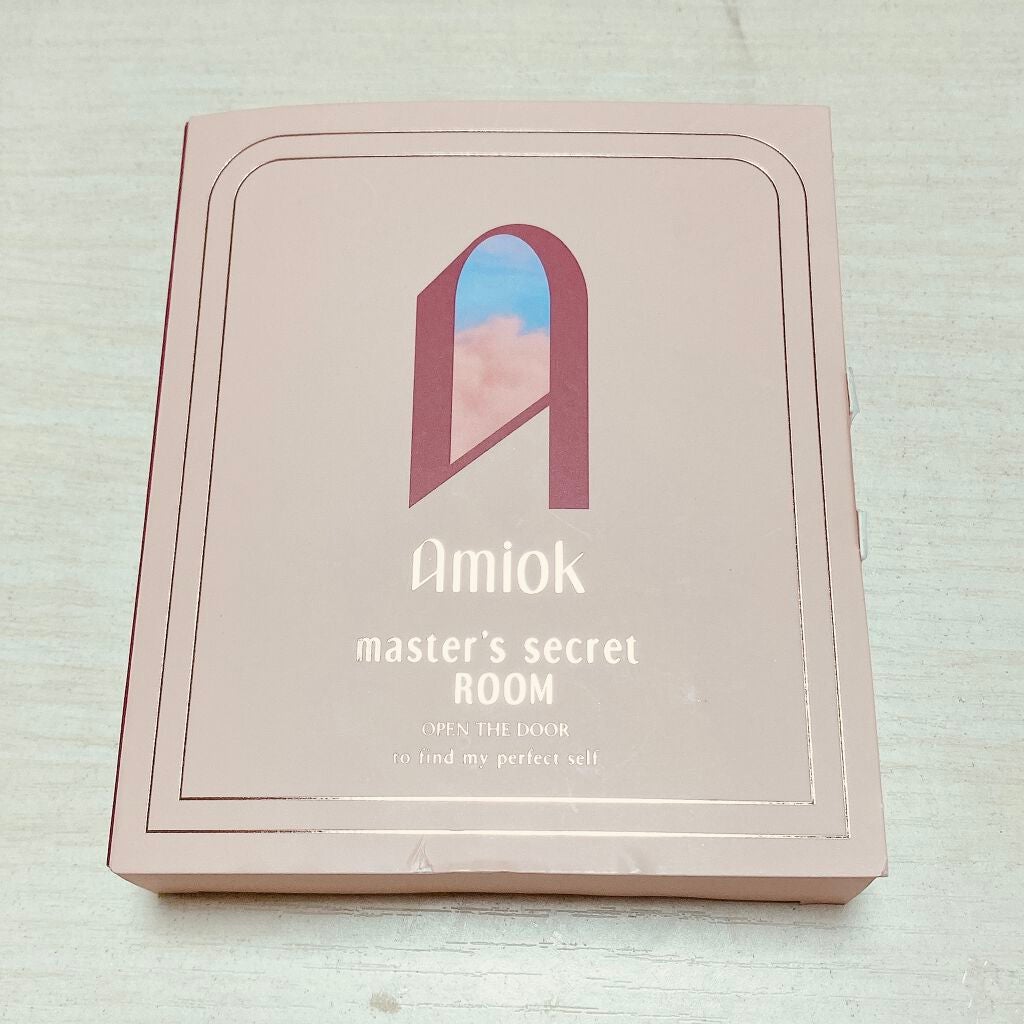 Amiok
master's secret
ROOM
OPEN THE DOOR
to find my perfect self